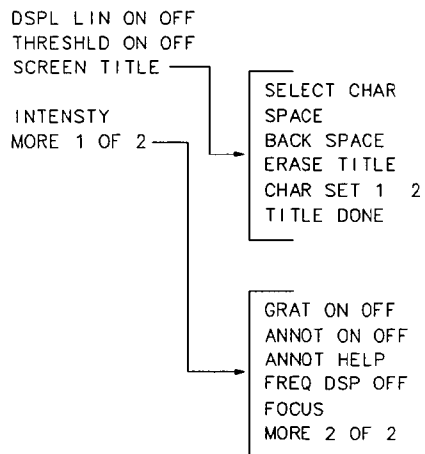 DSPL LIN ON OFF
THRESHLD ON OFF
SCREEN TITLE
INTENSTY
MORE 1 OF 2
SELECT CHAR
SPACE
BACK SPACE
ERASE TITLE
CHAR SET 1 2
TITLE DONE
GRAT ON OFF
ANNOT ON OFF
ANNOT HELP
FREQ DSP OFF
FOCUS
MORE 2 OF 2